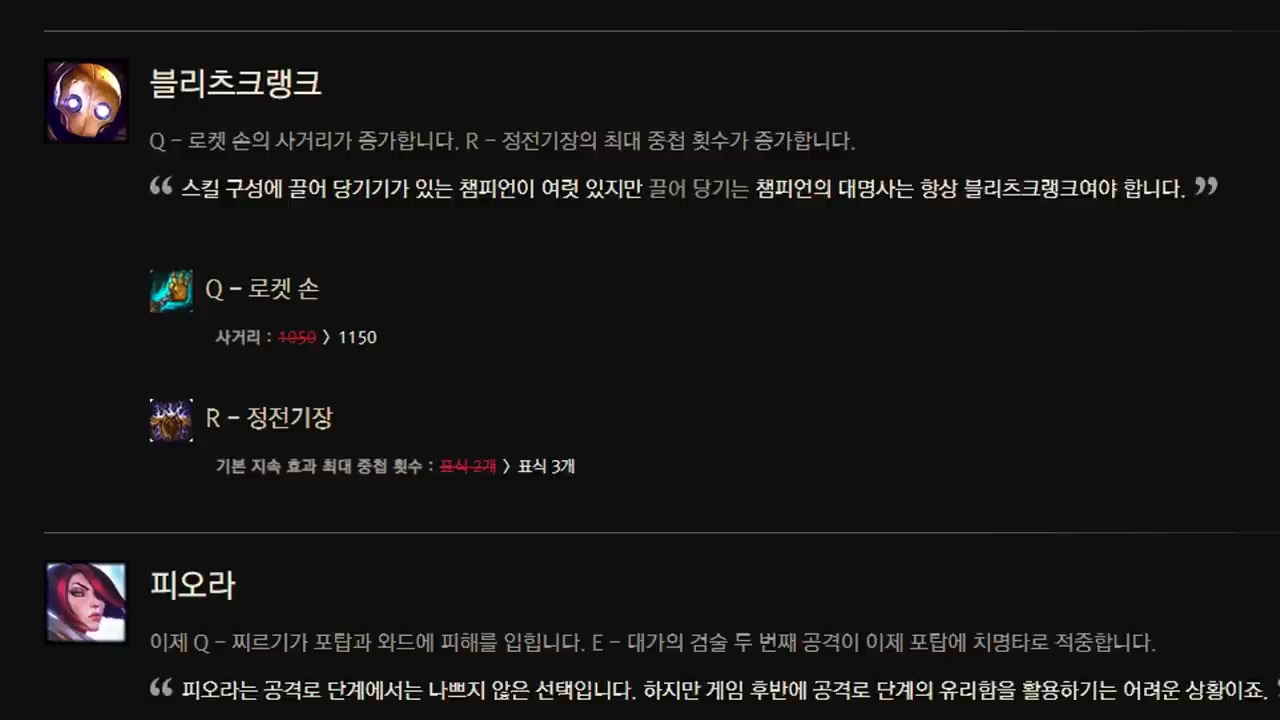 블리츠크랭크
Q - 로켓 손의 사거리가 증가합니다. R - 정전기장의 최대 중첩 횟수가 증가합니다.
“ 스킬 구성에 끌어 당기기가 있는 챔피언이 여럿 있지만 끌어 당기는 챔피언의 대명사는 항상 블리츠크랭크여야 합니다. ”
Q - 로켓 손
사거리 : 1050 > 1150
R - 정전기장
기본 지속 효과 최대 중첩 횟수 : 표식 2개 > 표식 3개
피오라
이제 Q - 찌르기가 포탑과 와드에 피해를 입힙니다. E - 대가의 검술 두 번째 공격이 이제 포탑에 치명타로 적중합니다.
“ 피오라는 공격로 단계에서는 나쁘지 않은 선택입니다. 하지만 게임 후반에 공격로 단계의 유리함을 활용하기는 어려운 상황이죠.